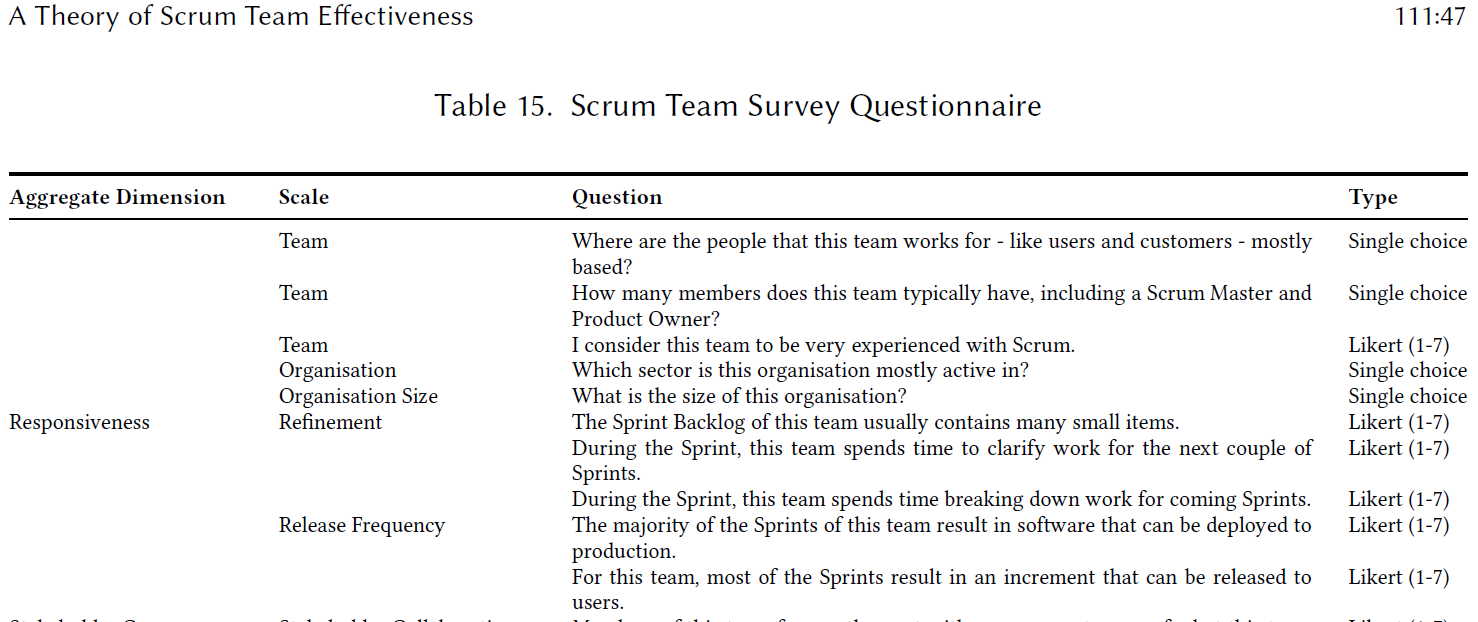 A Theory of Scrum Team Effectiveness 111:47
Table 15. Scrum Team Survey Questionnaire
Aggregate Dimension Scale Question Type
Team Where are the people that this team works for - like users and customers - mostly Single choice
based?
Team How many members does this team typically have, including a Scrum Master and Single choice
Product Owner?
Team I consider this team to be very experienced with Scrum. Likert (1-7)
Organisation Which sector is this organisation mostly active in? Single choice
Organisation Size What is the size of this organisation? Single choice
Responsiveness Refinement The Sprint Backlog of this team usually contains many small items. Likert (1-7)
During the Sprint, this team spends time to clarify work for the next couple of Likert (1-7)
Sprints.
During the Sprint, this team spends time breaking down work for coming Sprints. Likert (1-7)
Release Frequency The majority of the Sprints of this team result in software that can be deployed to Likert (1-7)
production.
For this team, most of the Sprints result in an increment that can be released to Likert (1-7)
users.